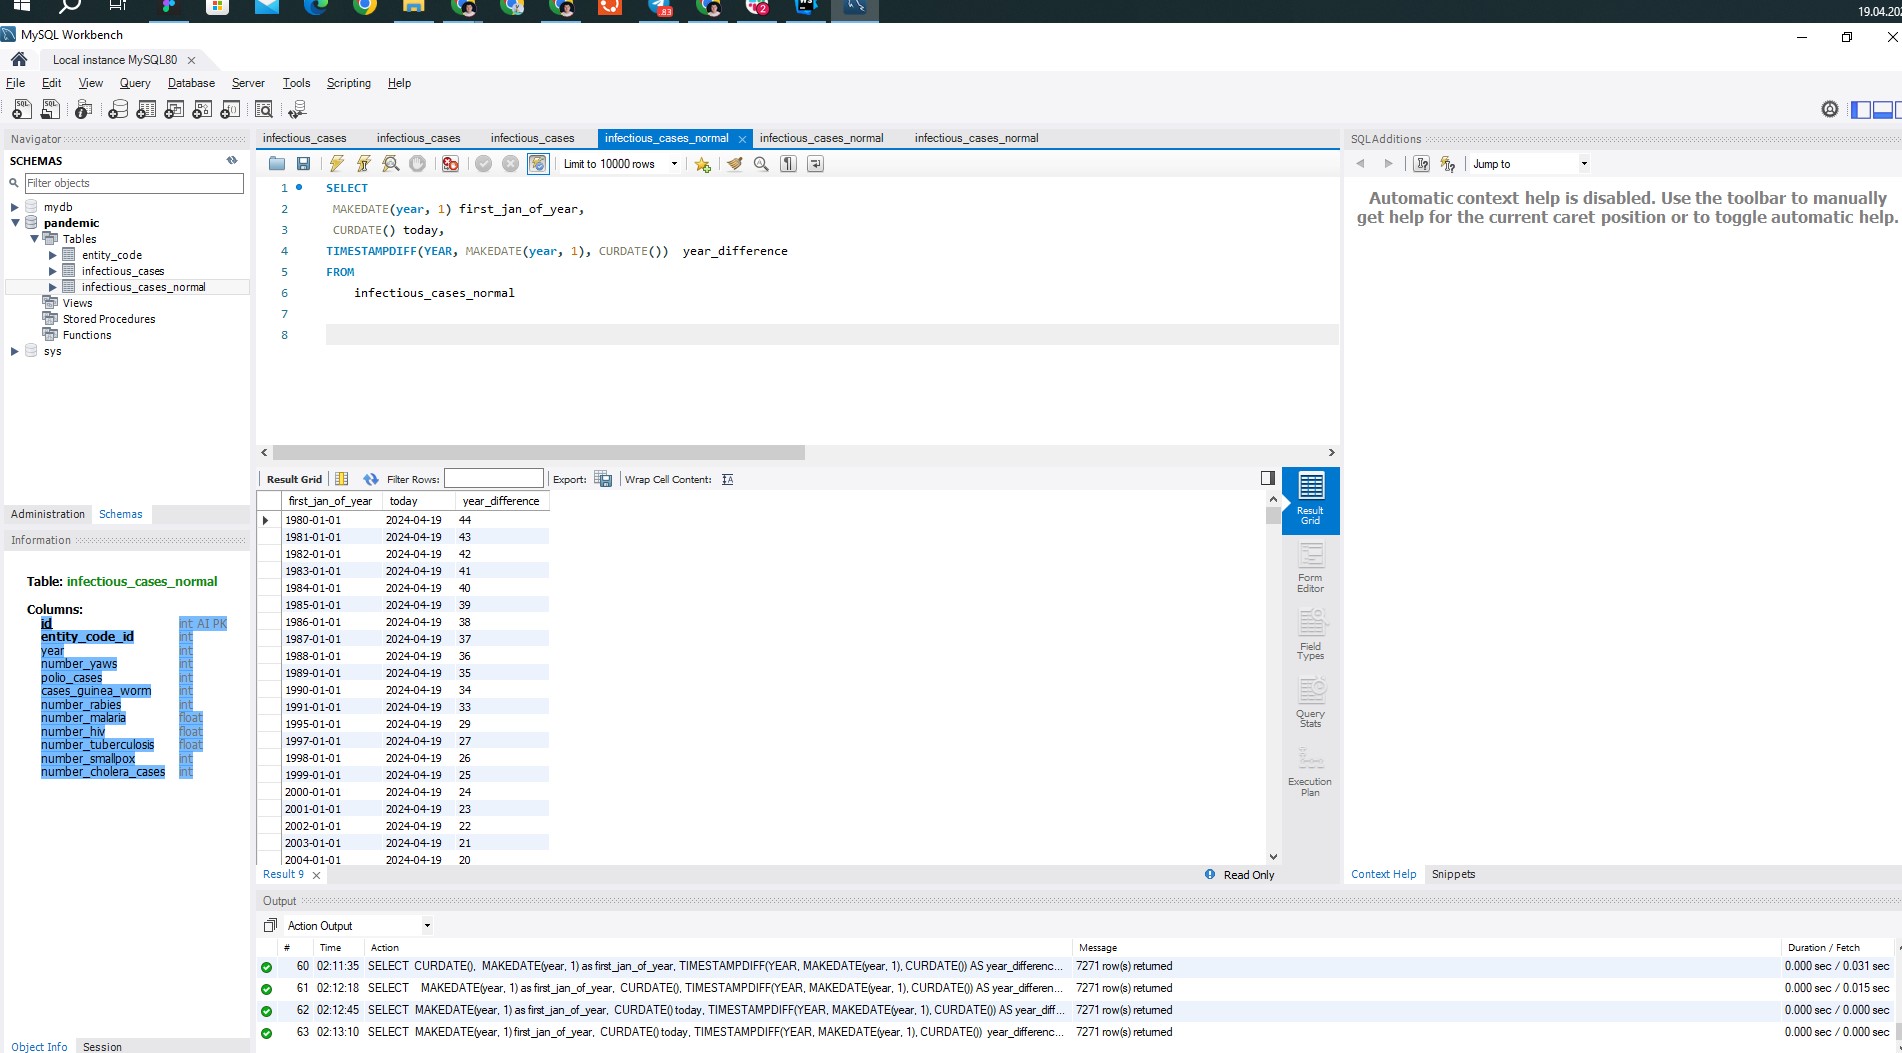 83
2
19.04.202
MySQL Workbench
Local instance MySQL80
File Edit View Query Database Server Tools Scripting Help
Navigator
SCHEMAS
Filter objects
mydb
pandemic
Tables
entity_code
infectious_cases
infectious_cases_normal
Views
Stored Procedures
Functions
sys
Administration Schemas
Information
Table: infectious_cases_normal
Columns:
id int AI PK
entity_code_id int
year int
number_yaws int
polio_cases int
cases_guinea_worm int
number_rabies int
number_malaria float
number_hiv float
number_tuberculosis float
number_smallpox int
number_cholera_cases int
Object Info Session
infectious_cases infectious_cases infectious_cases infectious_cases_normal infectious_cases_normal infectious_cases_normal
Limit to 10000 rows
1 SELECT
2 MAKEDATE(year, 1) first_jan_of_year,
3 CURDATE() today,
4 TIMESTAMPDIFF(YEAR, MAKEDATE(year, 1), CURDATE()) year_difference
5 FROM
6 infectious_cases_normal
7
8
Result Grid Filter Rows: Export: Wrap Cell Content:
first_jan_of_year today year_difference
1980-01-01 2024-04-19 44
1981-01-01 2024-04-19 43
1982-01-01 2024-04-19 42
1983-01-01 2024-04-19 41
1984-01-01 2024-04-19 40
1985-01-01 2024-04-19 39
1986-01-01 2024-04-19 38
1987-01-01 2024-04-19 37
1988-01-01 2024-04-19 36
1989-01-01 2024-04-19 35
1990-01-01 2024-04-19 34
1991-01-01 2024-04-19 33
1995-01-01 2024-04-19 29
1997-01-01 2024-04-19 27
1998-01-01 2024-04-19 26
1999-01-01 2024-04-19 25
2000-01-01 2024-04-19 24
2001-01-01 2024-04-19 23
2002-01-01 2024-04-19 22
2003-01-01 2024-04-19 21
2004-01-01 2024-04-19 20
Result Grid
Form Editor
Field Types
Query Stats
Execution Plan
Result 9 Read Only
SQLAdditions
Jump to
Automatic context help is disabled. Use the toolbar to manually
get help for the current caret position or to toggle automatic help.
Context Help Snippets
Output
Action Output
# Time Action Message Duration / Fetch
60 02:11:35 SELECT CURDATE(), MAKEDATE(year, 1) as first_jan_of_year, TIMESTAMPDIFF(YEAR, MAKEDATE(year, 1), CURDATE()) AS year_differenc... 7271 row(s) returned 0.000 sec / 0.031 sec
61 02:12:18 SELECT MAKEDATE(year, 1) as first_jan_of_year, CURDATE(), TIMESTAMPDIFF(YEAR, MAKEDATE(year, 1), CURDATE()) AS year_differen... 7271 row(s) returned 0.000 sec / 0.015 sec
62 02:12:45 SELECT MAKEDATE(year, 1) as first_jan_of_year, CURDATE() today, TIMESTAMPDIFF(YEAR, MAKEDATE(year, 1), CURDATE()) AS year_diff... 7271 row(s) returned 0.000 sec / 0.000 sec
63 02:13:10 SELECT MAKEDATE(year, 1) first_jan_of_year, CURDATE() today, TIMESTAMPDIFF(YEAR, MAKEDATE(year, 1), CURDATE()) year_differenc... 7271 row(s) returned 0.000 sec / 0.000 sec